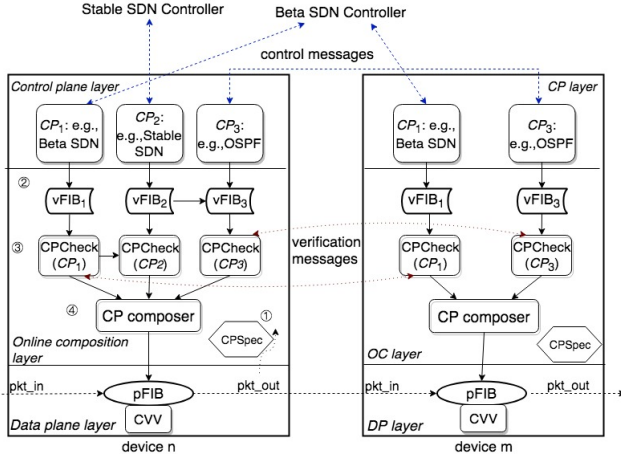 Stable SDN Controller
Beta SDN Controller
control messages
Control plane layer
CP layer
CP1: e.g.,
Beta SDN
CP2:
e.g.,Stable
SDN
CP3:
e.g.,OSPF
CP1: e.g.,
Beta SDN
CP3:
e.g.,OSPF
②
vFIB1
vFIB2
vFIB3
vFIB1
vFIB3
③
CPCheck
(CP1)
CPCheck
(CP2)
CPCheck
(CP3)
verification
messages
CPCheck
(CP1)
CPCheck
(CP3)
④
CP composer
①
CPSpec
CP composer
CPSpec
Online composition
layer
OC layer
pkt_in
pFIB
pkt_out
pkt_in
pFIB
pkt_out
CVV
CVV
Data plane layer
DP layer
device n
device m